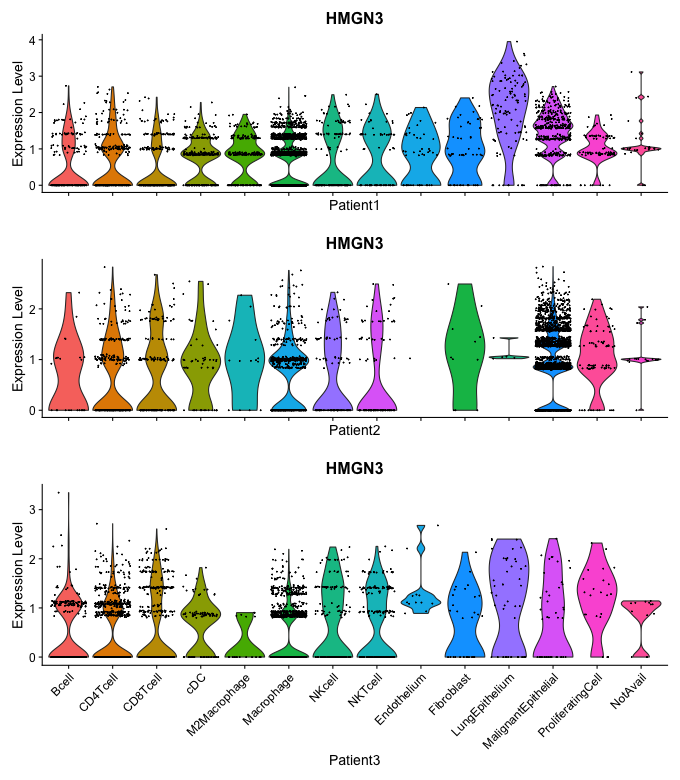 HMGN3
Expression Level
4
3
2
1
0
Patient1
HMGN3
Expression Level
2
1
0
Patient2
HMGN3
Expression Level
3
2
1
0
Bcell
CD4Tcell
CD8Tcell
cDC
M2Macrophage
Macrophage
NKcell
NKTcell
Endothelium
Fibroblast
LungEpithelium
MalignantEpithelial
ProliferatingCell
NotAvail
Patient3